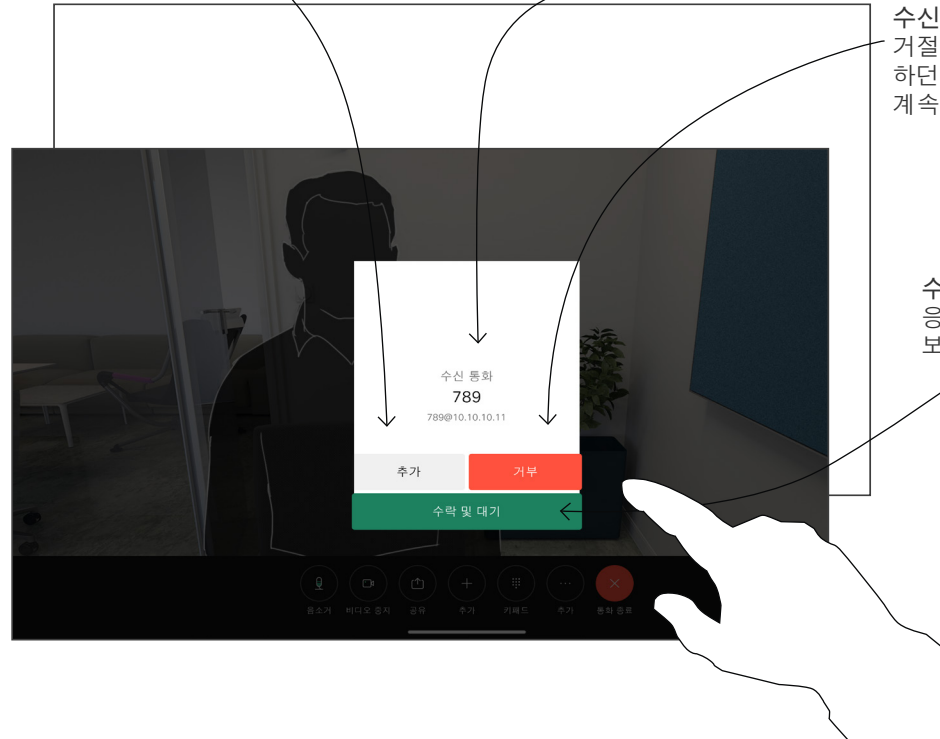 수신
거절
하던
계속
수
응
보
수신 통화
789
789@10.10.10.11
추가
거부
수락 및 대기
음소거
비디오 중지
공유
추가
키패드
추가
통화 종료